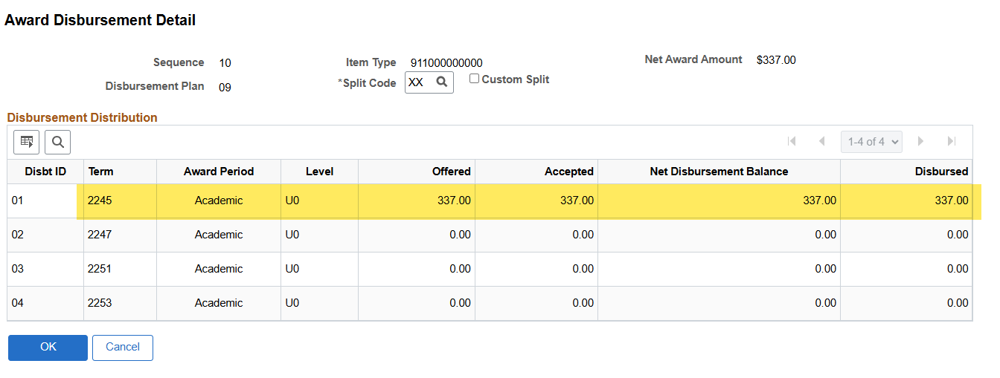 Award Disbursement Detail
Sequence 10 Item Type 911000000000 Net Award Amount $337.00
Disbursement Plan 09 *Split Code XX Custom Split
Disbursement Distribution
1-4 of 4
Disbt ID Term Award Period Level Offered Accepted Net Disbursement Balance Disbursed
01 2245 Academic U0 337.00 337.00 337.00 337.00
02 2247 Academic U0 0.00 0.00 0.00 0.00
03 2251 Academic U0 0.00 0.00 0.00 0.00
04 2253 Academic U0 0.00 0.00 0.00 0.00
OK Cancel